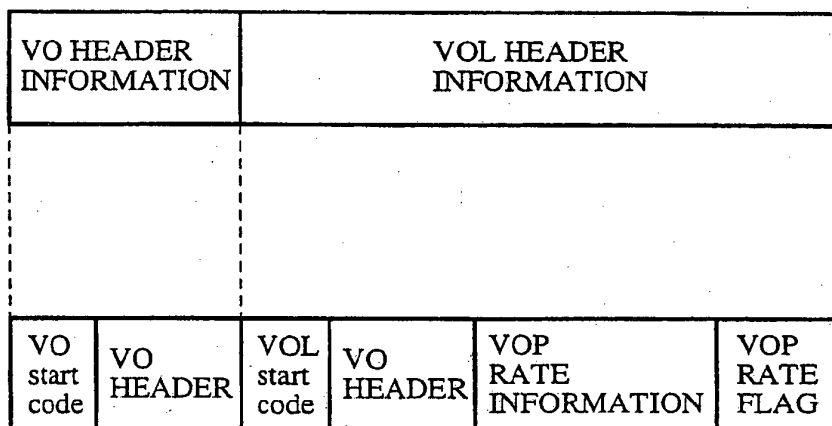 VO HEADER
INFORMATION
VOL HEADER
INFORMATION
VO
start
code
VO
HEADER
VOL
start
code
VO
HEADER
VOP
RATE
INFORMATION
VOP
RATE
FLAG